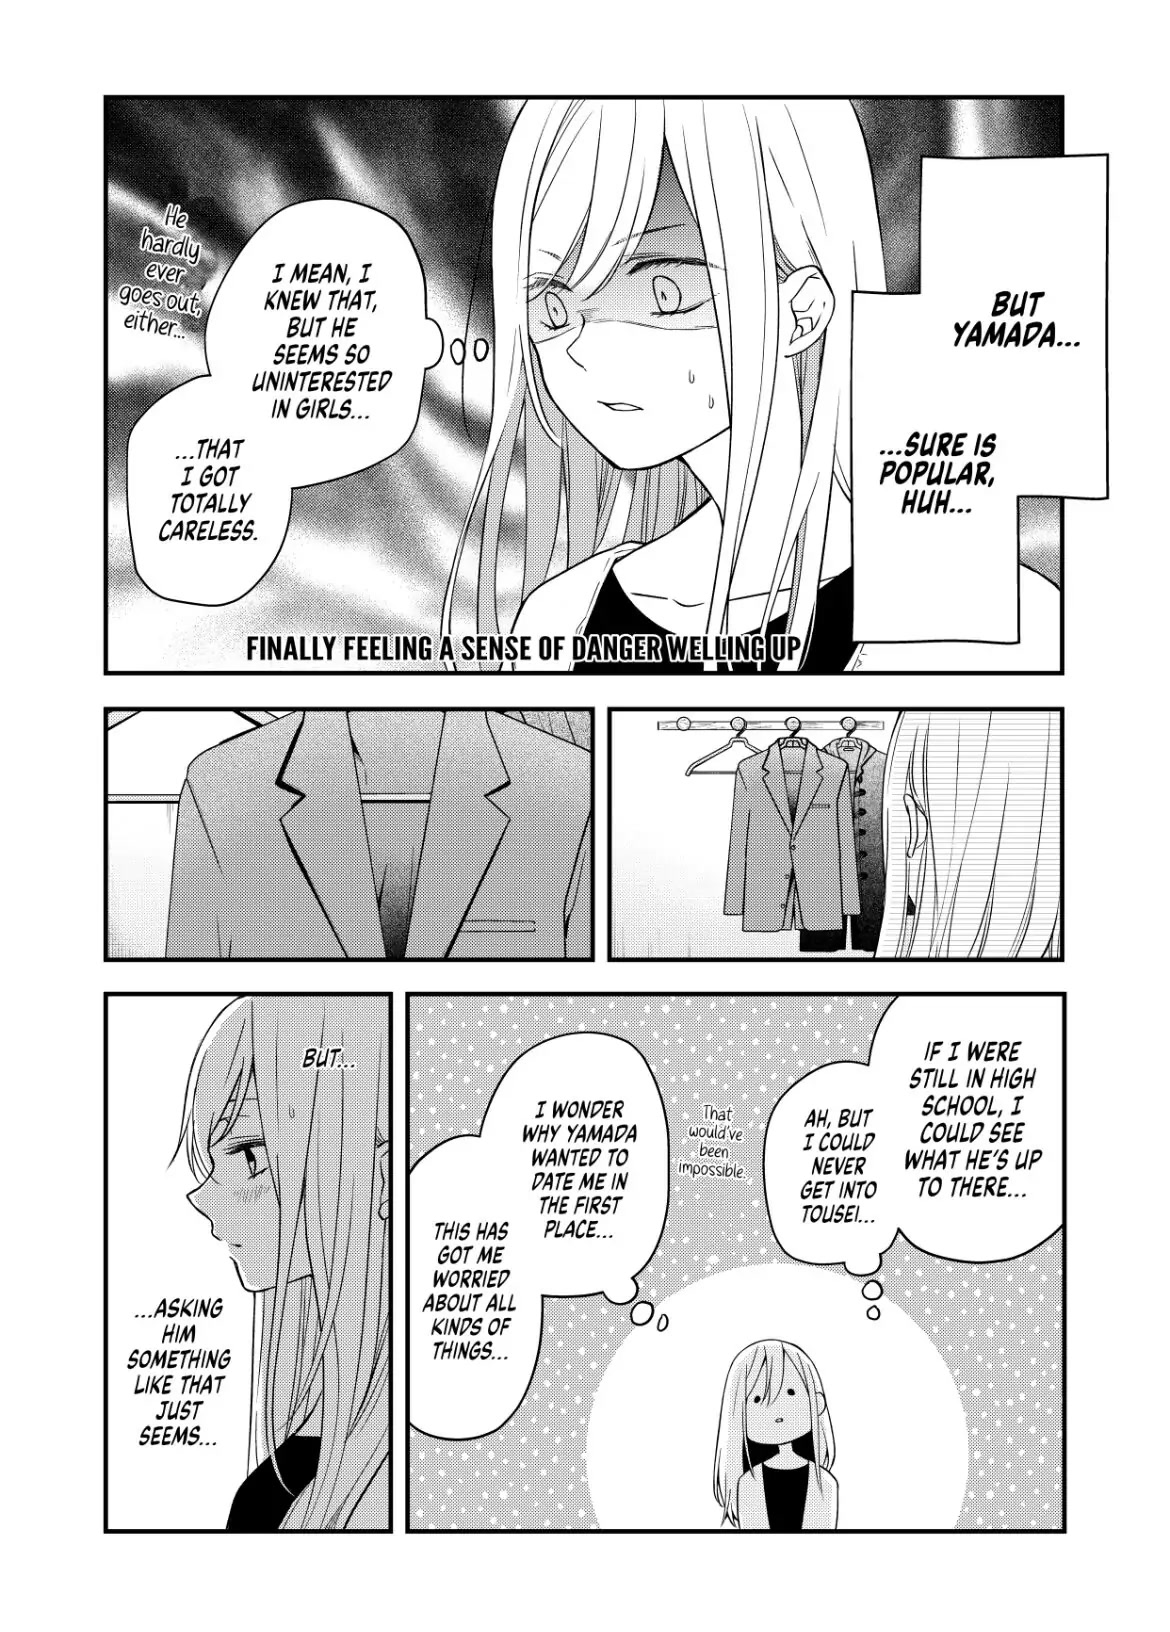 BUT
YAMADA...
...SURE IS
POPULAR,
HUH...
I MEAN, I
KNEW THAT,
BUT HE
SEEMS SO
UNINTERESTED
IN GIRLS...
...THAT
I GOT
TOTALLY
CARELESS.
He
hardly
ever
goes out,
either...
FINALLY FEELING A SENSE OF DANGER WELLING UP
IF I WERE
STILL IN HIGH
SCHOOL, I
COULD SEE
WHAT HE'S UP
TO THERE...
AH, BUT
I COULD
NEVER
GET INTO
TOUSEI...
That
would've
been
impossible.
I WONDER
WHY YAMADA
WANTED TO
DATE ME IN
THE FIRST
PLACE...
THIS HAS
GOT ME
WORRIED
ABOUT ALL
KINDS OF
THINGS...
BUT...
...ASKING
HIM
SOMETHING
LIKE THAT
JUST
SEEMS...